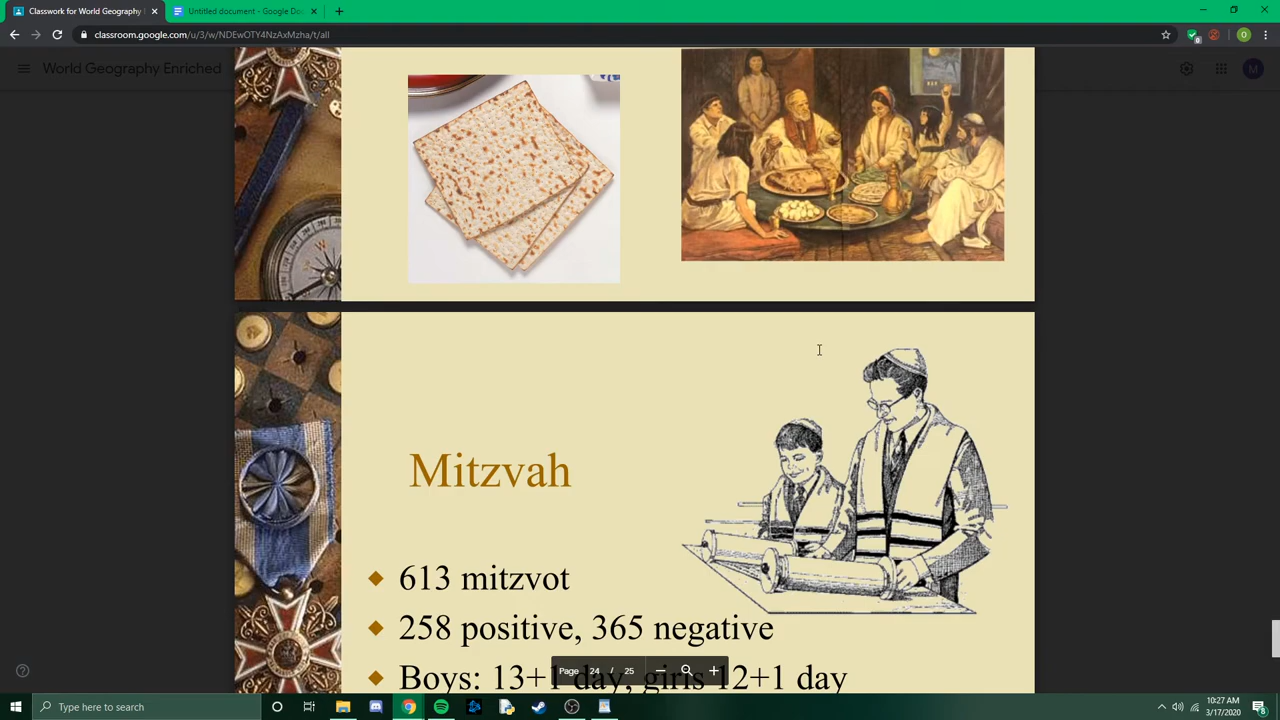 Classwork for World Geography
Untitled document - Google Doc
classroom.google.com/u/3/w/NDEwOTY4NzAxMzha/t/all
World Geography Enriched
M
Mitzvah
613 mitzvot
258 positive, 365 negative
Boys: 13+1 day, girls 12+1 day
Page 24 / 25
Type here to search
10:27 AM
3/17/2020